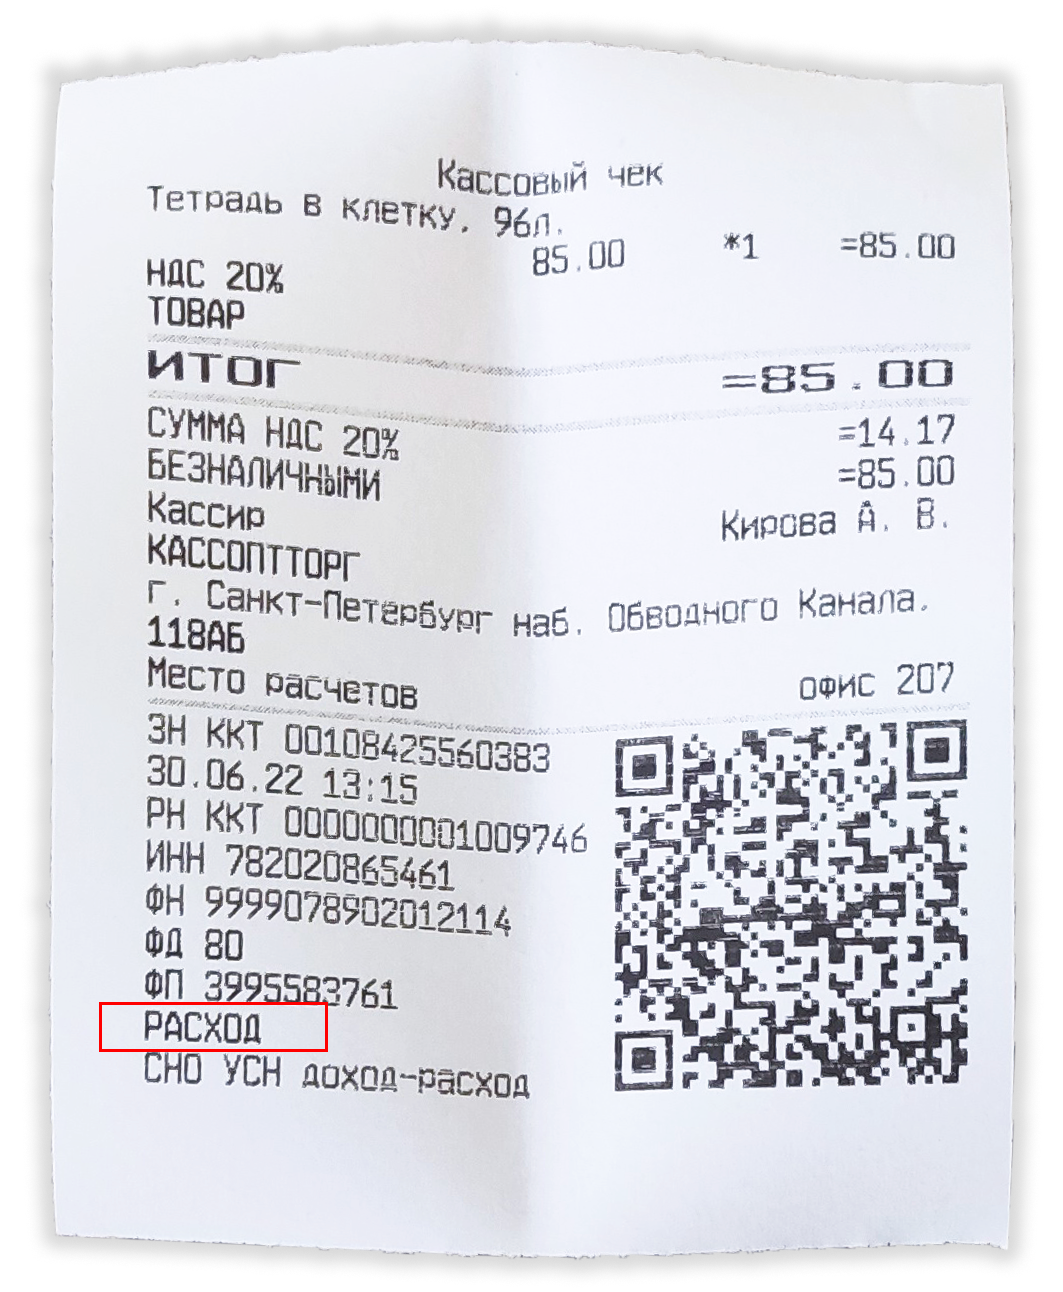 Кассовый чек
Тетрадь в клетку, 96л.
85.00 *1 =85.00
НДС 20%
ТОВАР
ИТОГ =85.00
СУММА НДС 20% =14.17
БЕЗНАЛИЧНЫМИ =85.00
Кассир Кирова А. В.
КАССОПТТОРГ
г. Санкт-Петербург наб. Обводного Канала,
118АБ
Место расчетов офис 207
ЗН ККТ 00108425560383
30.06.22 13:15
РН ККТ 0000000001009746
ИНН 782020865461
ФН 9999078902012114
ФД 80
ФП 3995583761
РАСХОД
СНО УСН доход-расход